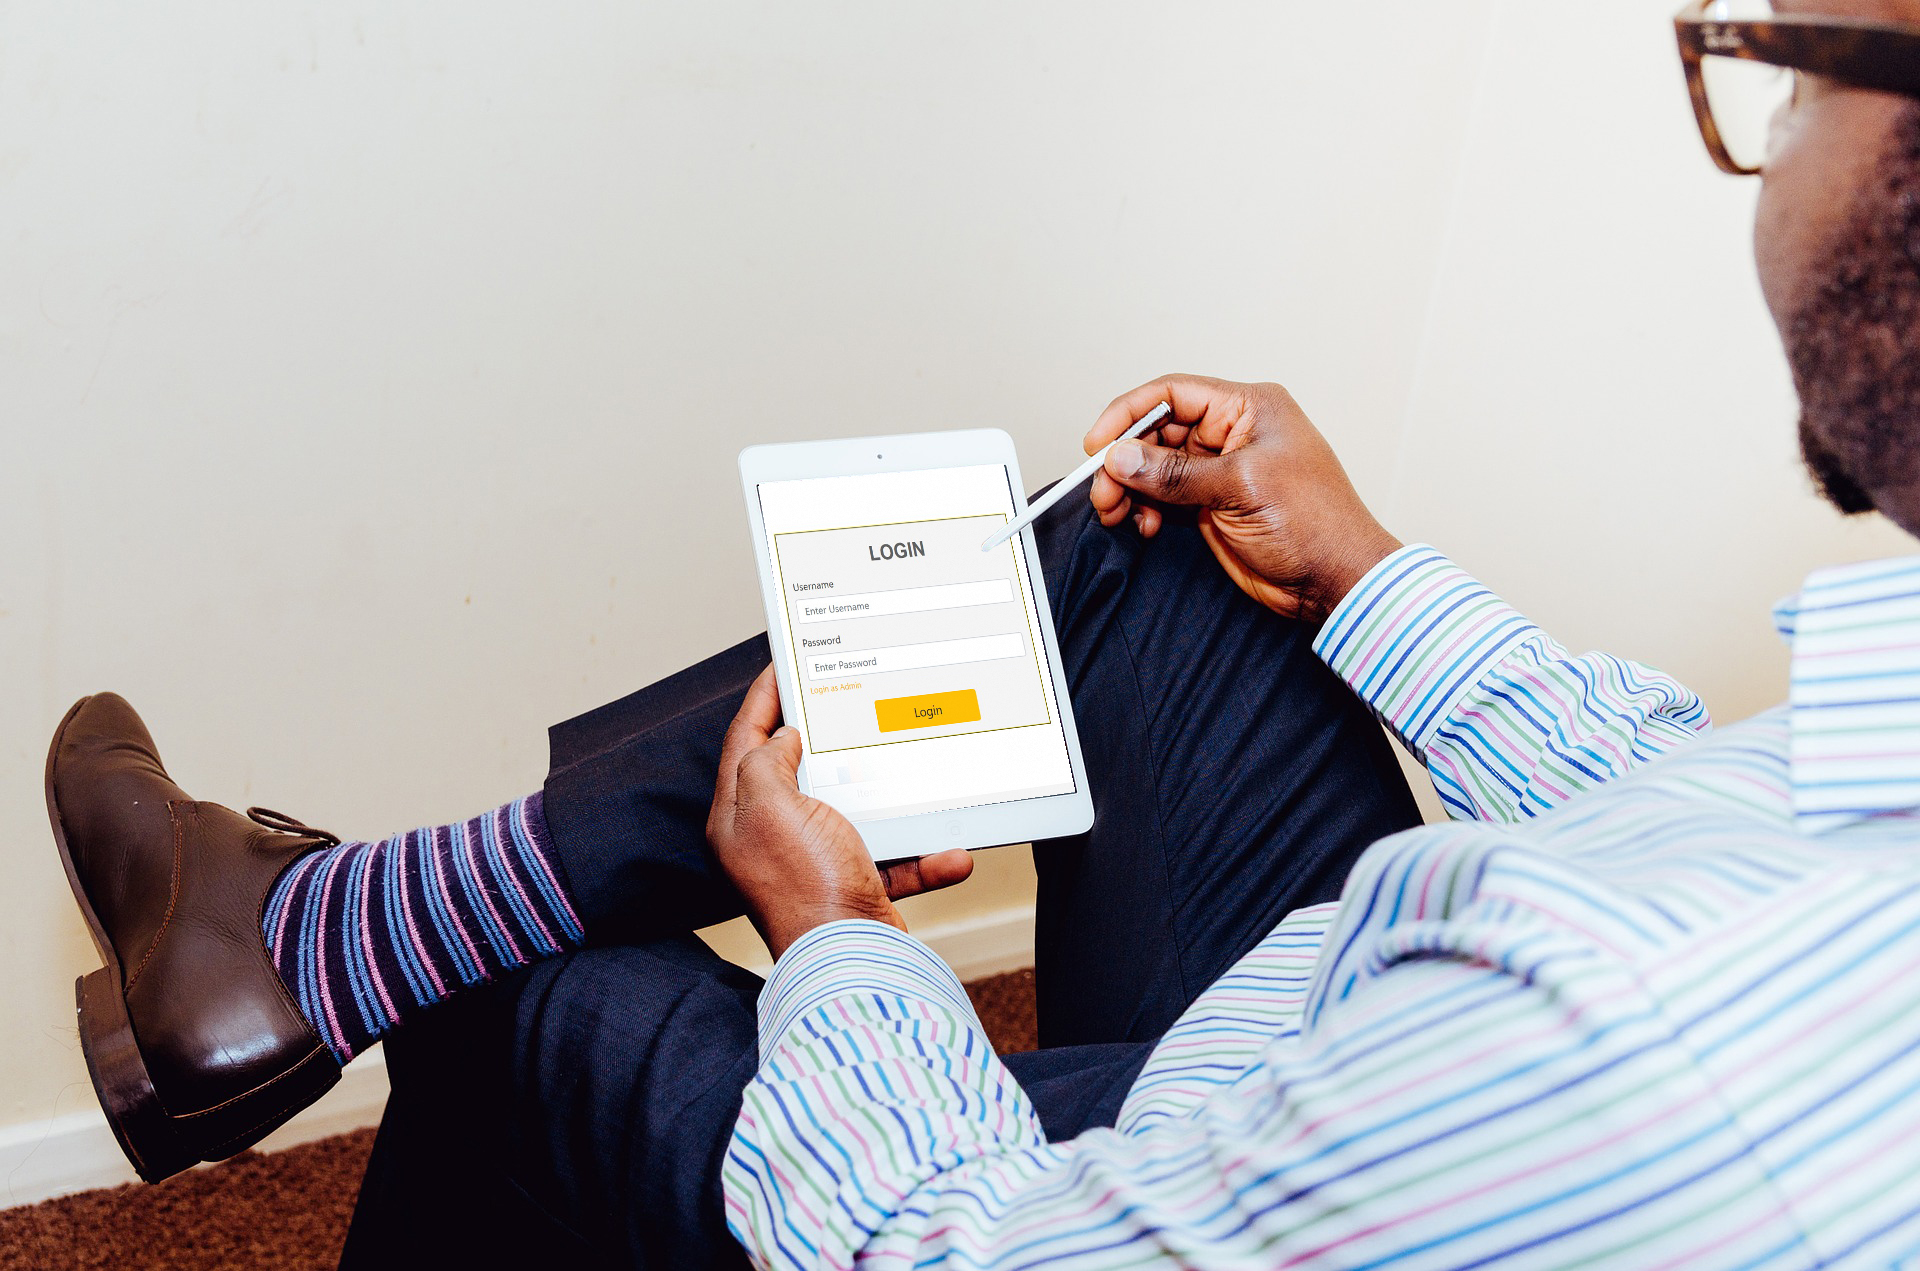 LOGIN
Username
Enter Username
Password
Enter Password
Login as Admin
Login